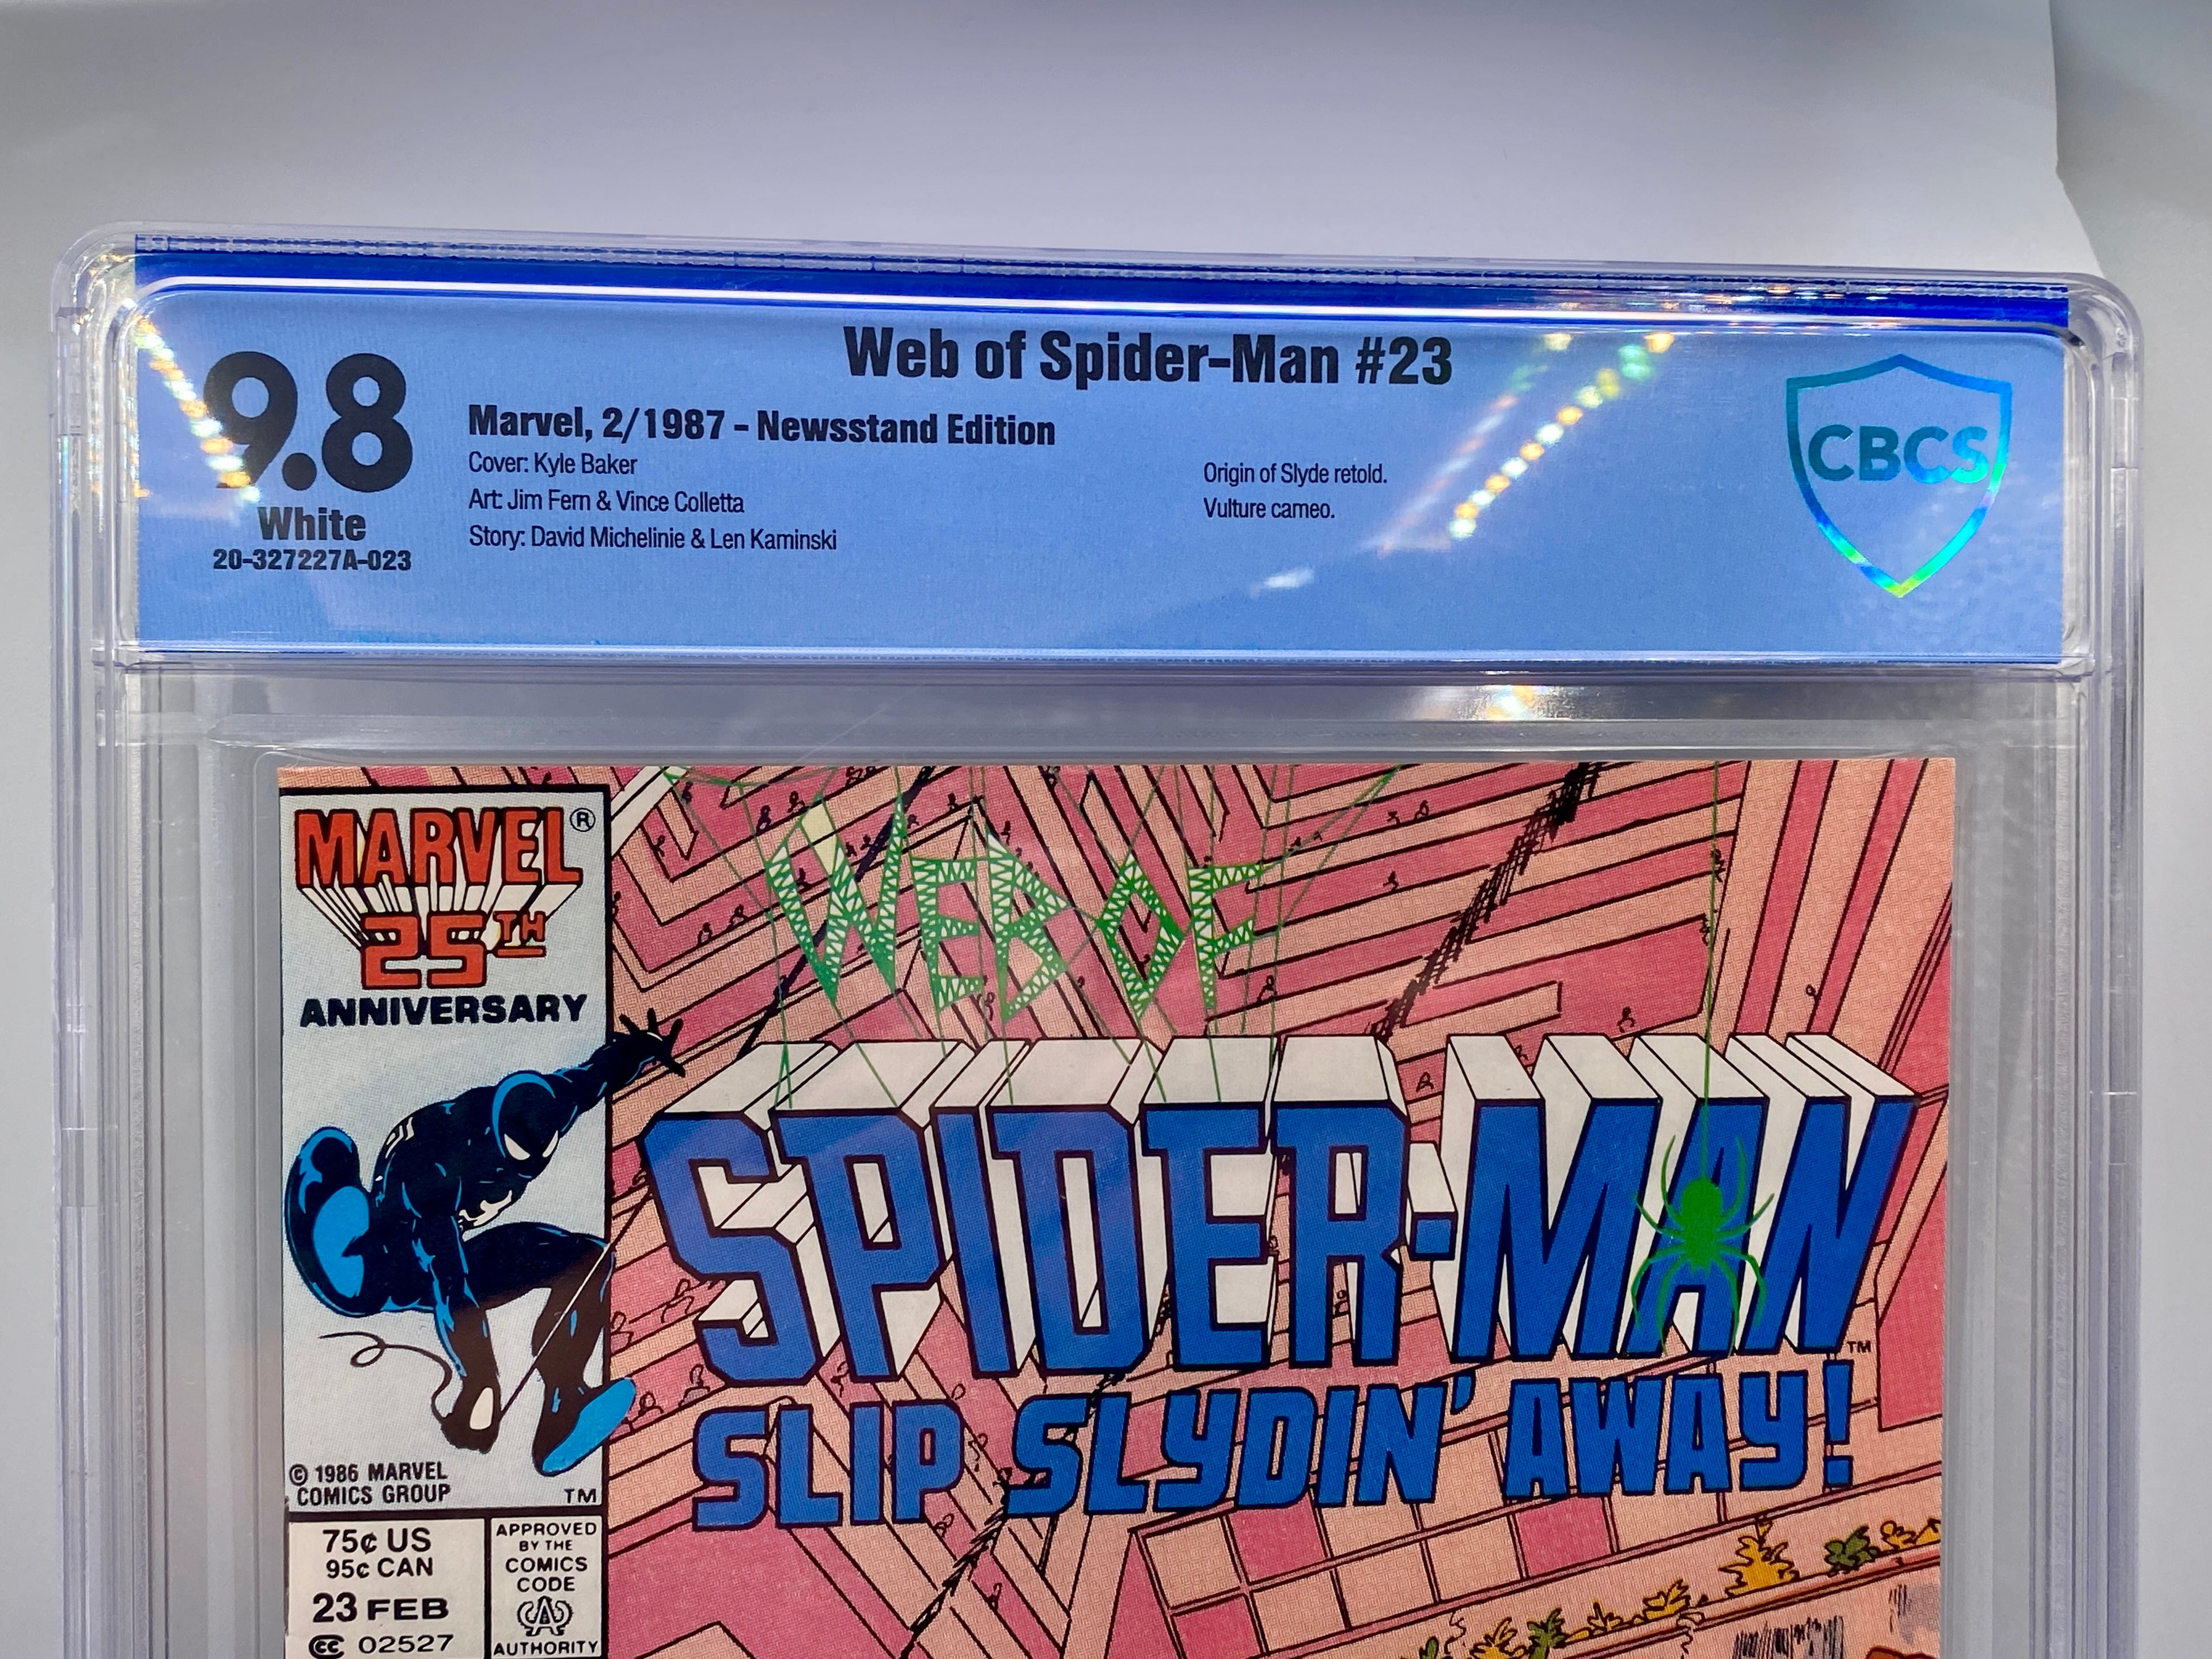 Web of Spider-Man #23
9.8
White
20-327227A-023
Marvel, 2/1987 - Newsstand Edition
Cover: Kyle Baker
Art: Jim Fern & Vince Colletta
Story: David Michelinie & Len Kaminski
Origin of Slyde retold.
Vulture cameo.
CBCS
MARVEL®
25TH
ANNIVERSARY
© 1986 MARVEL
COMICS GROUP
TM
75¢ US
95¢ CAN
23 FEB
CC 02527
APPROVED
BY THE
COMICS
CODE
A
AUTHORITY
WEB OF
SPIDER-MAN
TM
SLIP SLYDIN' AWAY!